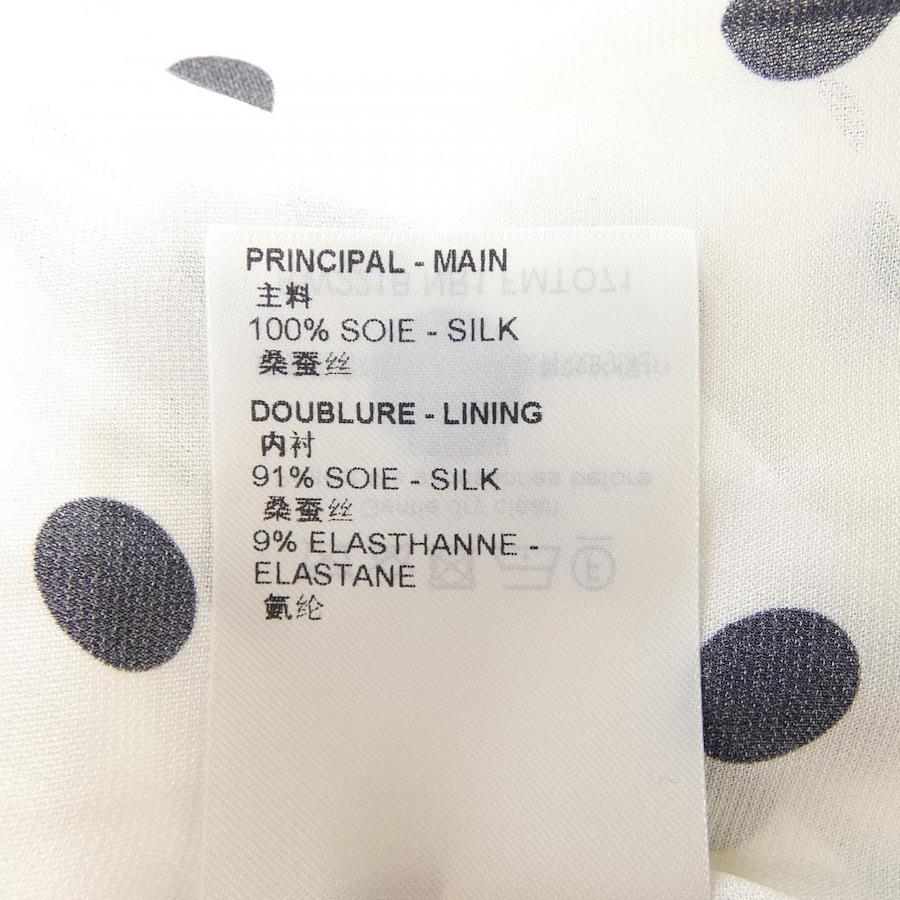 PRINCIPAL - MAIN
主料
100% SOIE - SILK
桑蚕丝
DOUBLURE - LINING
内衬
91% SOIE - SILK
桑蚕丝
9% ELASTHANNE -
ELASTANE
氨纶